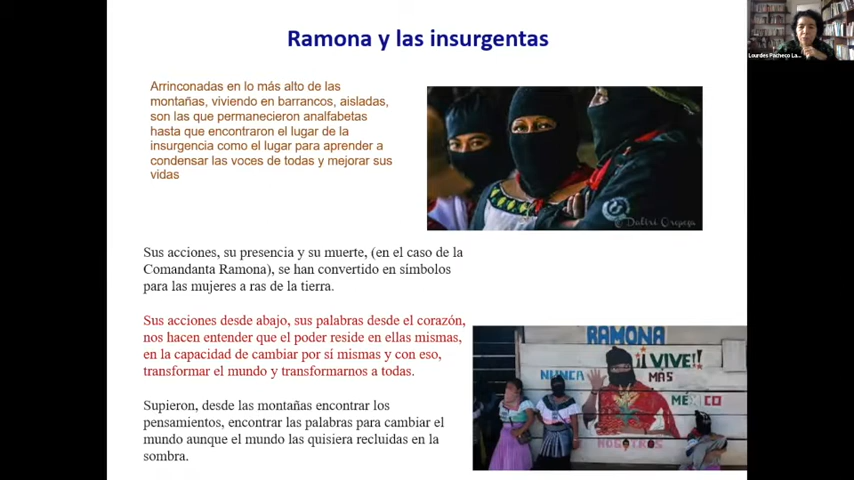 Ramona y las insurgentas
Lourdes Pacheco La...
Arrinconadas en lo más alto de las
montañas, viviendo en barrancos, aisladas,
son las que permanecieron analfabetas
hasta que encontraron el lugar de la
insurgencia como el lugar para aprender a
condensar las voces de todas y mejorar sus
vidas
Sus acciones, su presencia y su muerte, (en el caso de la
Comandanta Ramona), se han convertido en símbolos
para las mujeres a ras de la tierra.
Sus acciones desde abajo, sus palabras desde el corazón,
nos hacen entender que el poder reside en ellas mismas,
en la capacidad de cambiar por sí mismas y con eso,
transformar el mundo y transformarnos a todas.
Supieron, desde las montañas encontrar los
pensamientos, encontrar las palabras para cambiar el
mundo aunque el mundo las quisiera recluidas en la
sombra.
RAMONA
¡¡VIVE!!
NUNCA MÁS
MÉXICO
NOSOTROS